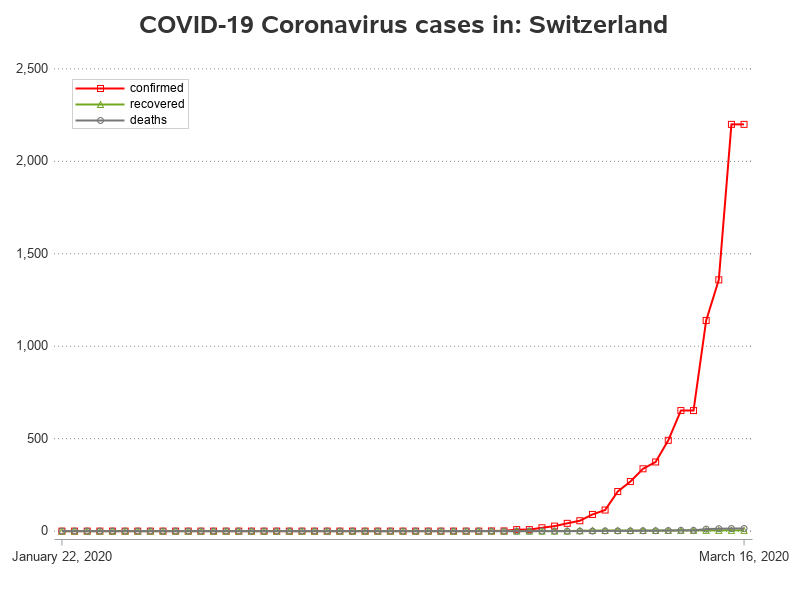 COVID-19 Coronavirus cases in: Switzerland
2,500
confirmed
recovered
deaths
2,000
1,500
1,000
500
0
January 22, 2020
March 16, 2020